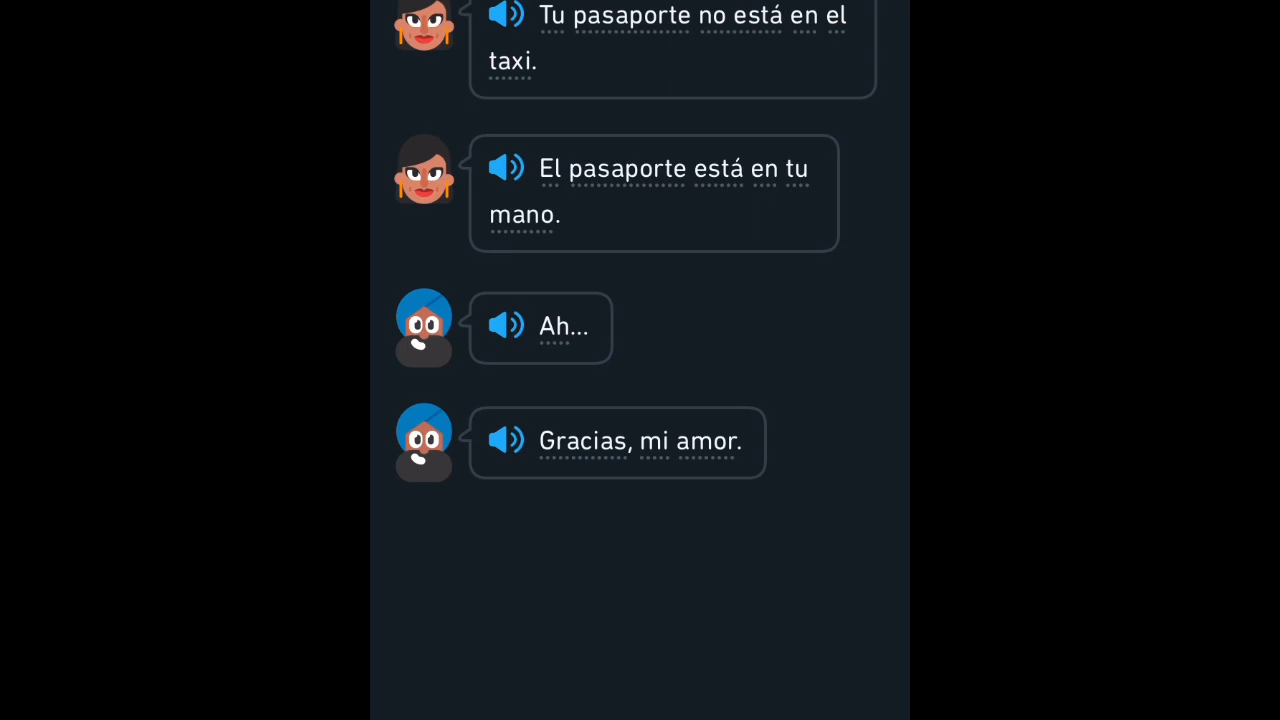 Tu pasaporte no está en el
taxi.
El pasaporte está en tu
mano.
Ah...
Gracias, mi amor.